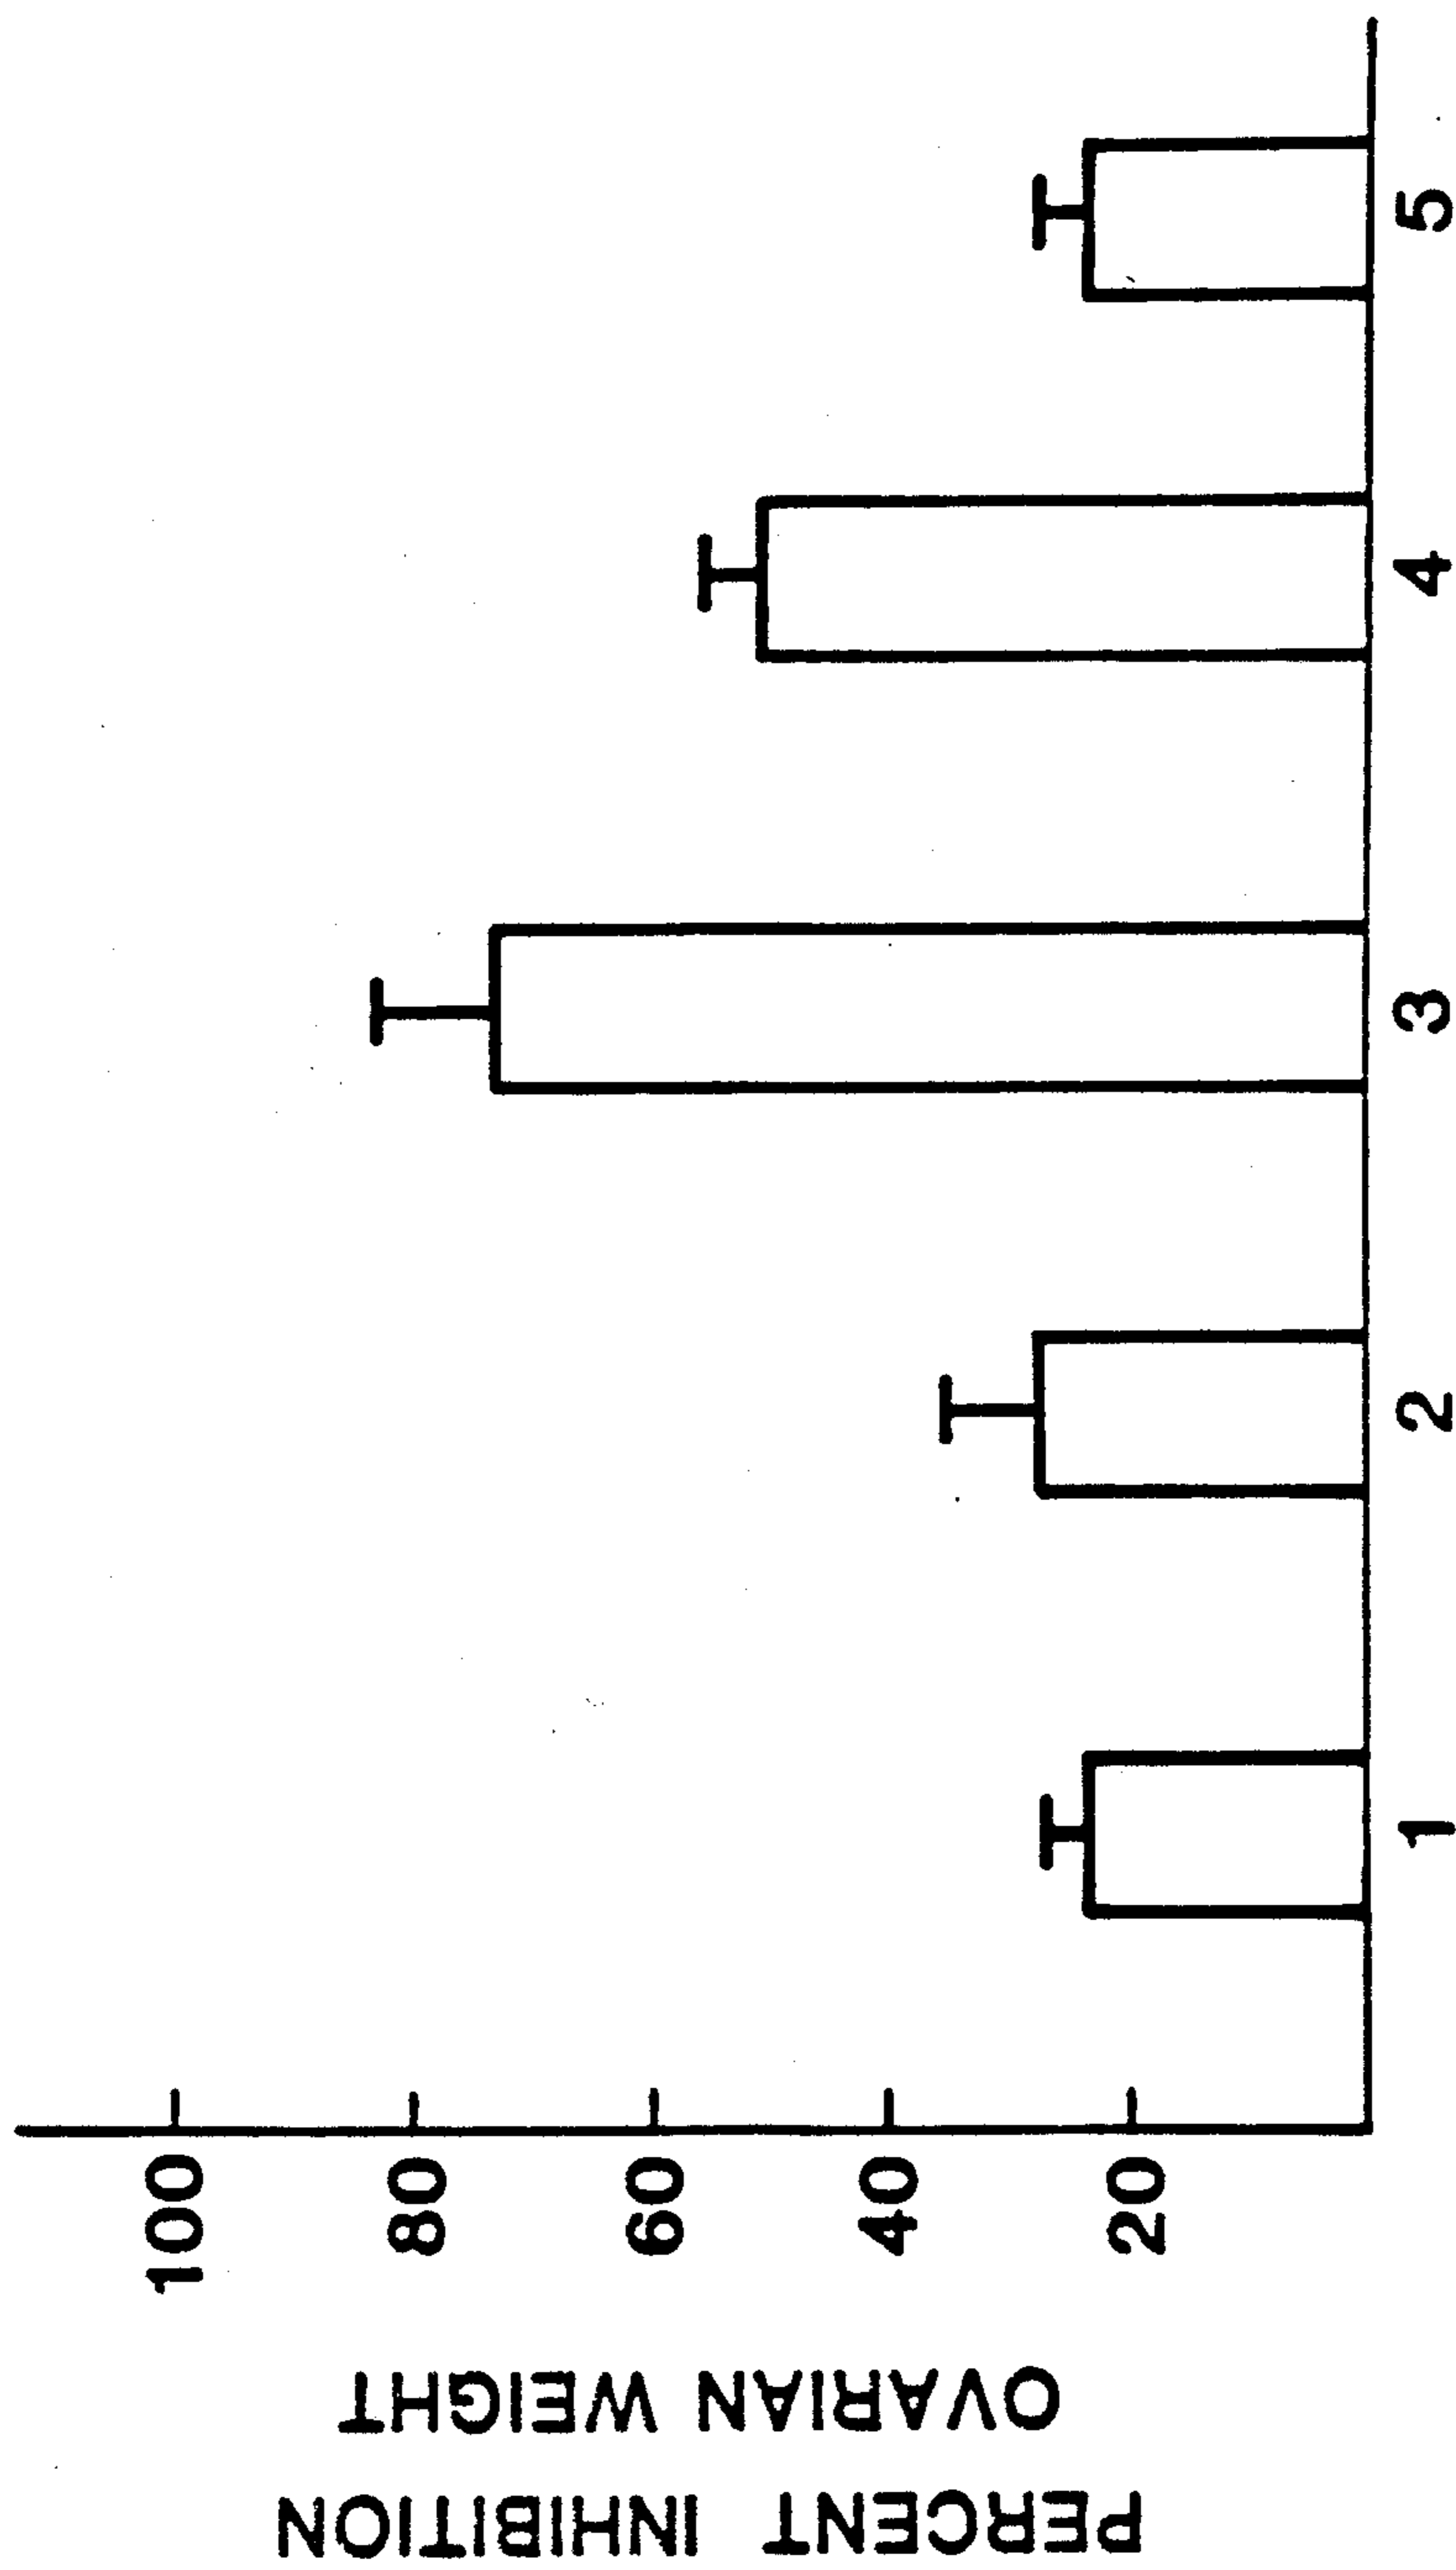 PERCENT INHIBITION
OVARIAN WEIGHT
100
80
60
40
20
1 2 3 4 5